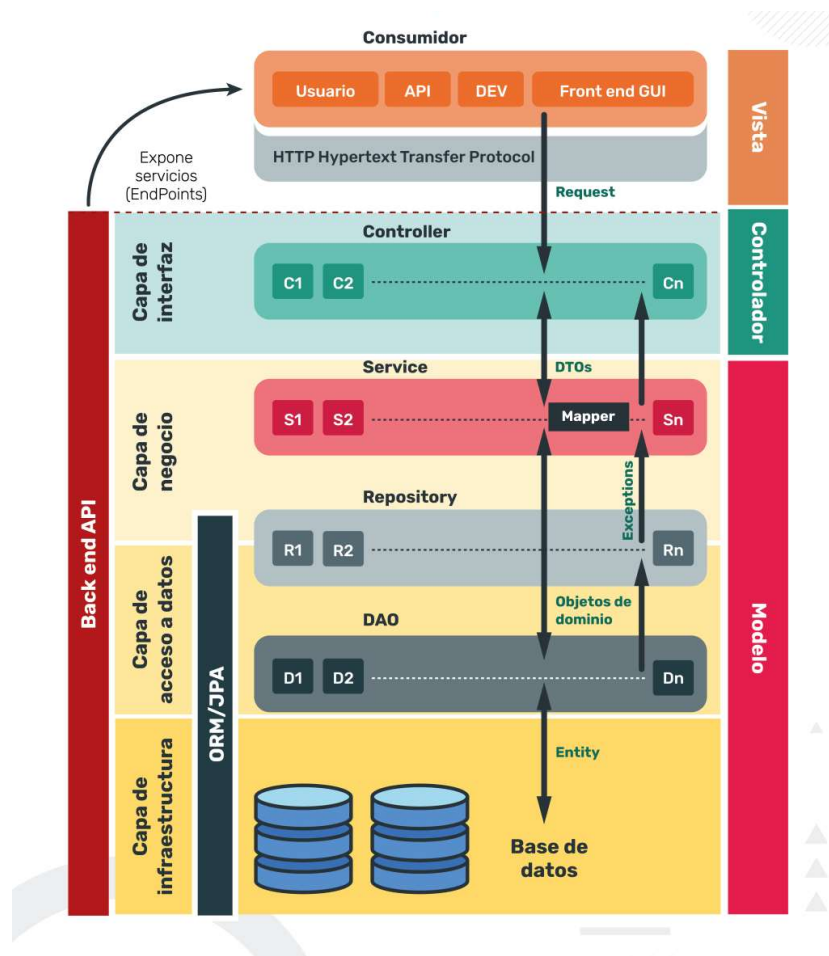 Consumidor
Usuario
API
DEV
Front end GUI
HTTP Hypertext Transfer Protocol
Vista
Expone
servicios
(EndPoints)
Request
Back end API
Capa de
interfaz
Controller
C1
C2
Cn
Controlador
DTOs
Capa de
negocio
Service
S1
S2
Mapper
Sn
Exceptions
Modelo
Repository
R1
R2
Rn
ORM/JPA
Capa de
acceso a datos
Objetos de
dominio
DAO
D1
D2
Dn
Capa de
infraestructura
Entity
Base de
datos